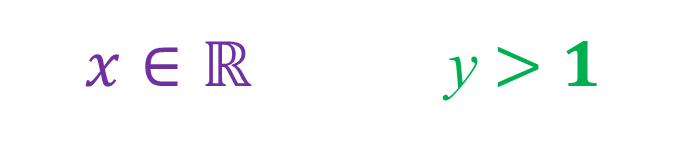 x ∈ ℝ y > 1